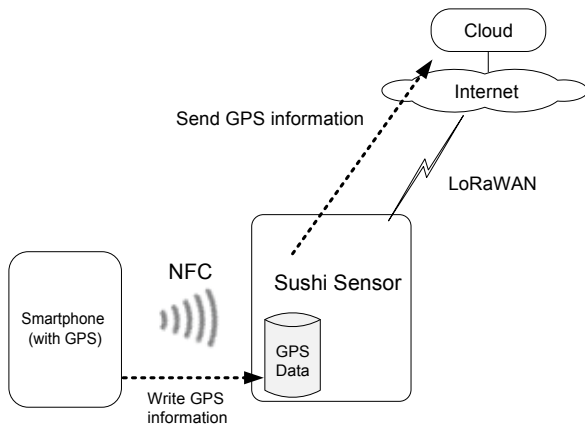 Cloud
Internet
Send GPS information
LoRaWAN
NFC
Sushi Sensor
Smartphone
(with GPS)
GPS
Data
Write GPS
information